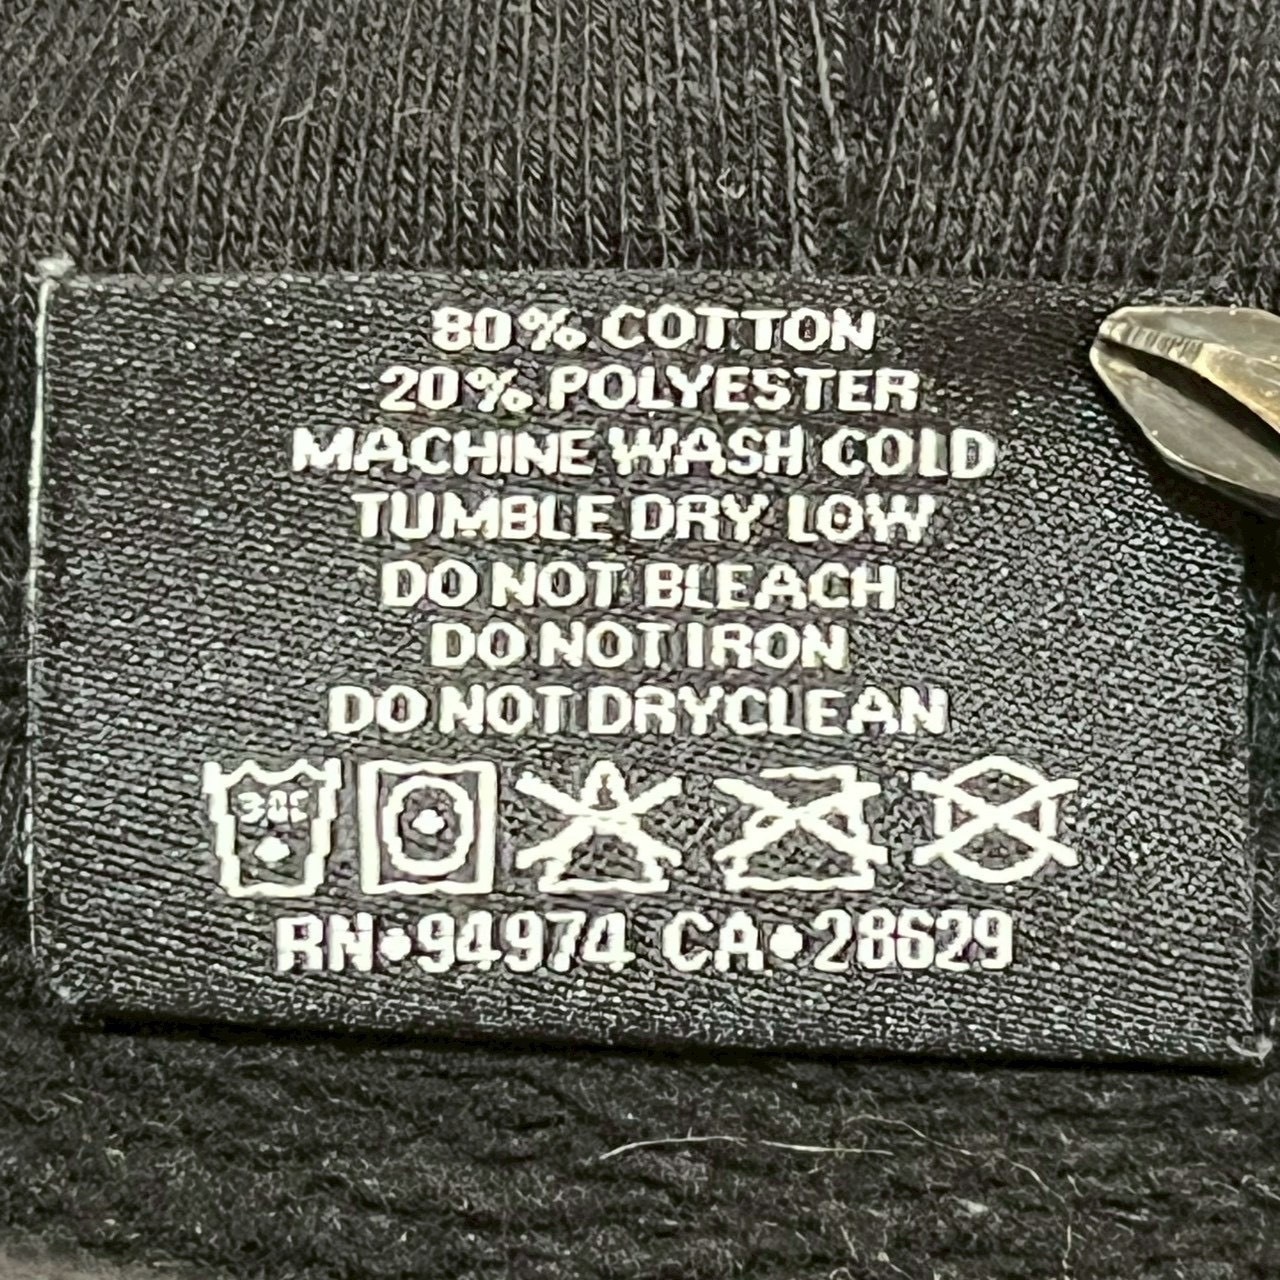 80% COTTON
20% POLYESTER
MACHINE WASH COLD
TUMBLE DRY LOW
DO NOT BLEACH
DO NOT IRON
DO NOT DRYCLEAN
30C
RN•94974 CA•28629